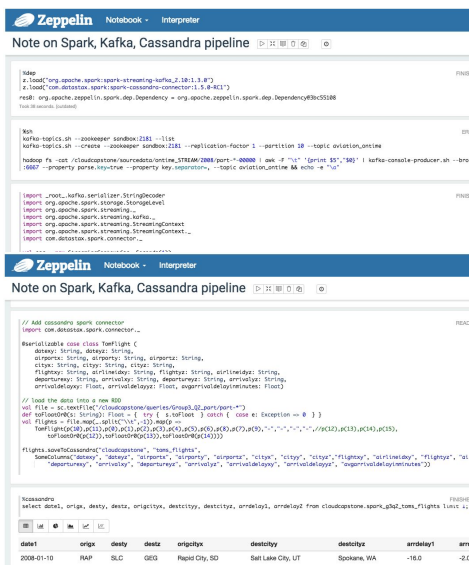 Zeppelin Notebook Interpreter
Note on Spark, Kafka, Cassandra pipeline
%dep FINIS
z.load("org.apache.spark:spark-streaming-kafka_2.10:1.3.0")
z.load("com.datastax.spark:spark-cassandra-connector:1.5.0-RC1")
res0: org.apache.zeppelin.spark.dep.Dependency = org.apache.zeppelin.spark.dep.Dependency@3bc55108
Took 38 seconds. (outdated)
%sh ER
kafka-topics.sh --zookeeper sandbox:2181 --list
kafka-topics.sh --create --zookeeper sandbox:2181 --replication-factor 1 --partition 10 --topic aviation_ontime
hadoop fs -cat /cloudcapstone/sourcedata/ontime_STREAM/2008/part-*-00000 | awk -F "\t" '{print $5","$0}' | kafka-console-producer.sh --bro
:6667 --property parse.key=true --property key.separator=, --topic aviation_ontime && echo -e "\a"
import _root_.kafka.serializer.StringDecoder FINIS
import org.apache.spark.storage.StorageLevel
import org.apache.spark.streaming._
import org.apache.spark.streaming.kafka._
import org.apache.spark.streaming.StreamingContext
import org.apache.spark.streaming.StreamingContext._
import com.datastax.spark.connector._
Zeppelin Notebook Interpreter
Note on Spark, Kafka, Cassandra pipeline
// Add cassandra spark connector READ
import com.datastax.spark.connector._
@serializable case class TomFlight (
datexy: String, dateyz: String,
airportx: String, airporty: String, airportz: String,
cityx: String, cityy: String, cityz: String,
flightxy: String, airlinexy: String, flightyz: String, airlineyz: String,
departurexy: String, arrivalxy: String, departureyz: String, arrivalyz: String,
arrivaldelayxy: Float, arrivaldelayyz: Float, avgarrivaldelayinminutes: Float)
// load the data into a new RDD
val file = sc.textFile("/cloudcapstone/queries/Group3_Q2_part/part-*")
def toFloatOr0(s: String): Float = { try { s.toFloat } catch { case e: Exception => 0 } }
val flights = file.map(_.split("\\t",-1)).map(p =>
TomFlight(p(10),p(11),p(0),p(1),p(2),p(3),p(4),p(5),p(6),p(8),p(7),p(9),"-","-","-","-",//p(12),p(13),p(14),p(15),
toFloatOr0(p(12)),toFloatOr0(p(13)),toFloatOr0(p(14))))
flights.saveToCassandra("cloudcapstone", "toms_flights",
SomeColumns("datexy", "dateyz", "airportx", "airporty", "airportz", "cityx", "cityy", "cityz","flightxy", "airlinexy", "flightyz", "ai
"departurexy", "arrivalxy", "departureyz", "arrivalyz", "arrivaldelayxy", "arrivaldelayyz", "avgarrivaldelayinminutes"))
%cassandra FINISHE
select date1, origx, desty, destz, origcityx, destcityy, destcityz, arrdelay1, arrdelay2 from cloudcapstone.spark_g3q2_toms_flights
date1 origx desty destz origcityx destcityy destcityz arrdelay1 arr
2008-01-10 RAP SLC GEG Rapid City, SD Salt Lake City, UT Spokane, WA -16.0 -2.0